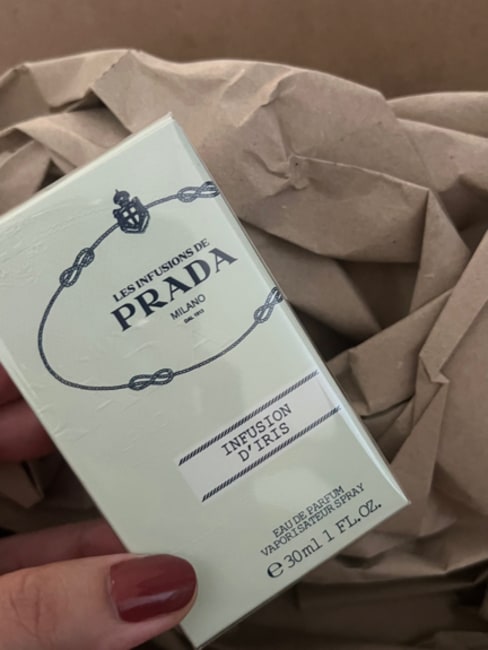 LES INFUSIONS DE
PRADA
MILANO
DAL 1913
INFUSION
D'IRIS
EAU DE PARFUM
VAPORISATEUR SPRAY
℮ 30ml 1 FL.OZ.